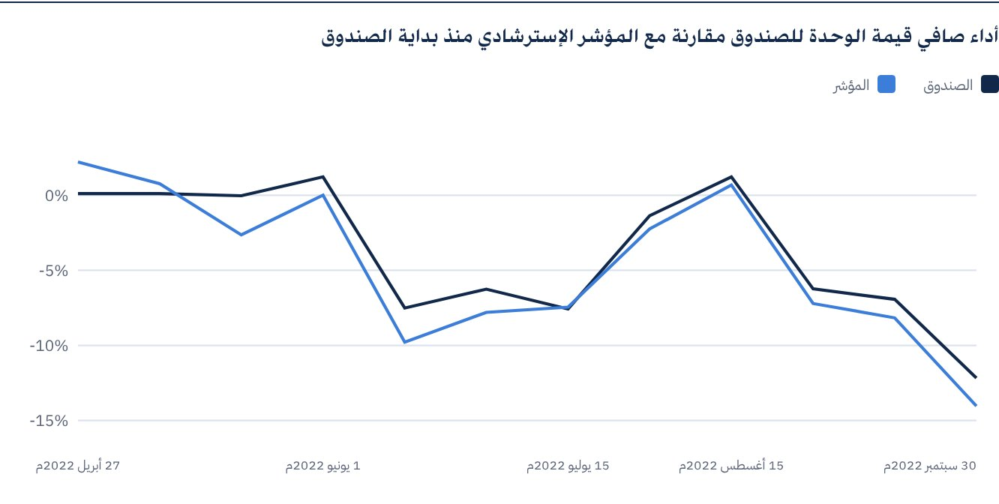 أداء صافي قيمة الوحدة للصندوق مقارنة مع المؤشر الإسترشادي منذ بداية الصندوق
الصندوق
المؤشر
0%
-5%
-10%
-15%
27 أبريل 2022م
1 يونيو 2022م
15 يوليو 2022م
15 أغسطس 2022م
30 سبتمبر 2022م